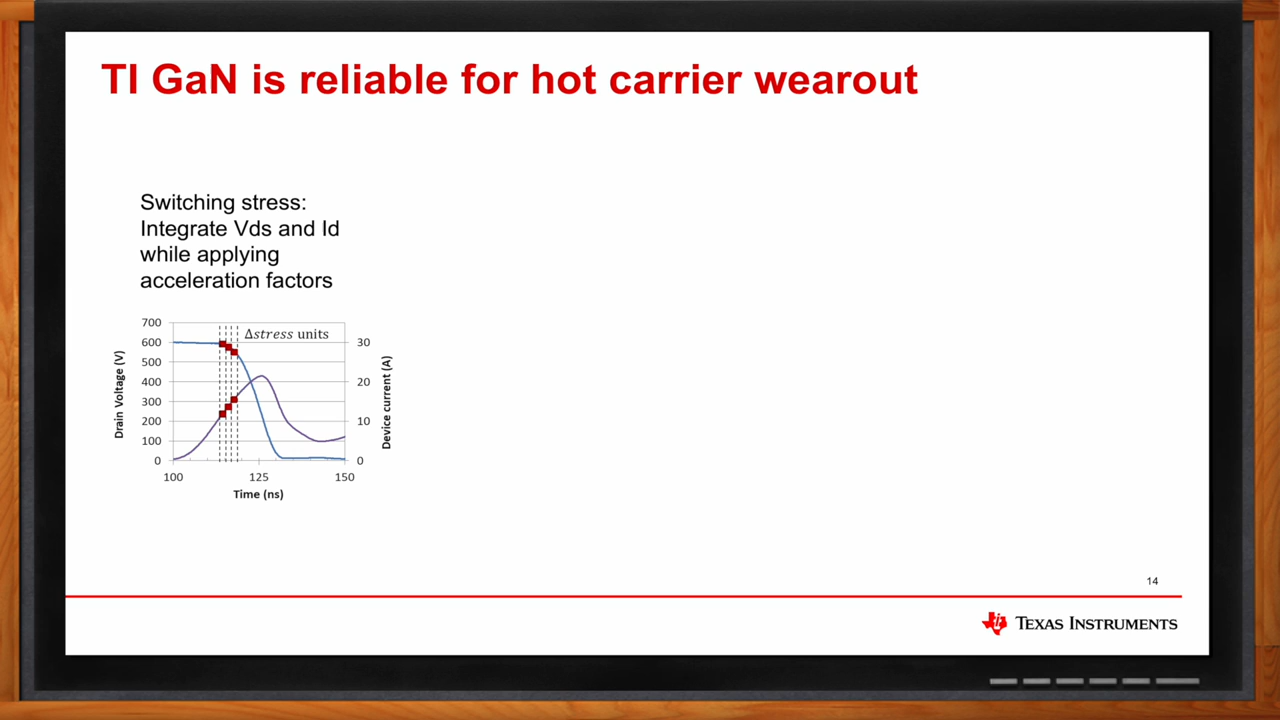 TI GaN is reliable for hot carrier wearout
Switching stress:
Integrate Vds and Id
while applying
acceleration factors
Δstress units
700
600
500
400
300
200
100
0
30
20
10
0
Drain Voltage (V)
Device current (A)
100 125 150
Time (ns)
14
TEXAS INSTRUMENTS